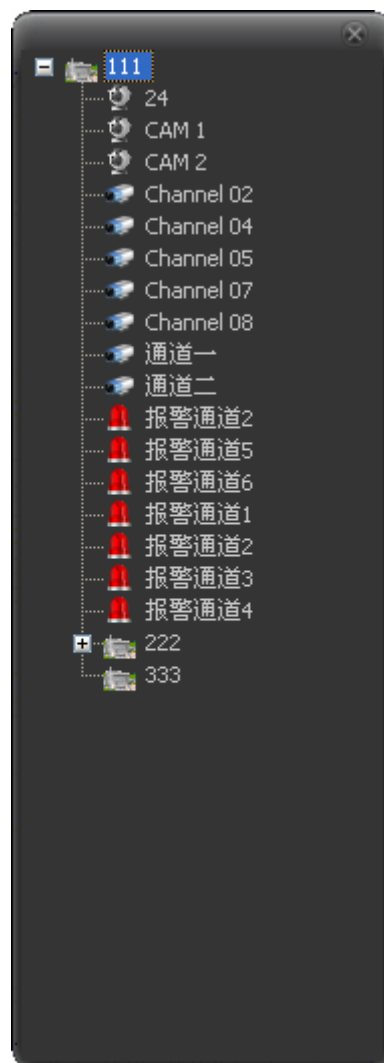 111
24
CAM 1
CAM 2
Channel 02
Channel 04
Channel 05
Channel 07
Channel 08
通道一
通道二
报警通道2
报警通道5
报警通道6
报警通道1
报警通道2
报警通道3
报警通道4
222
333